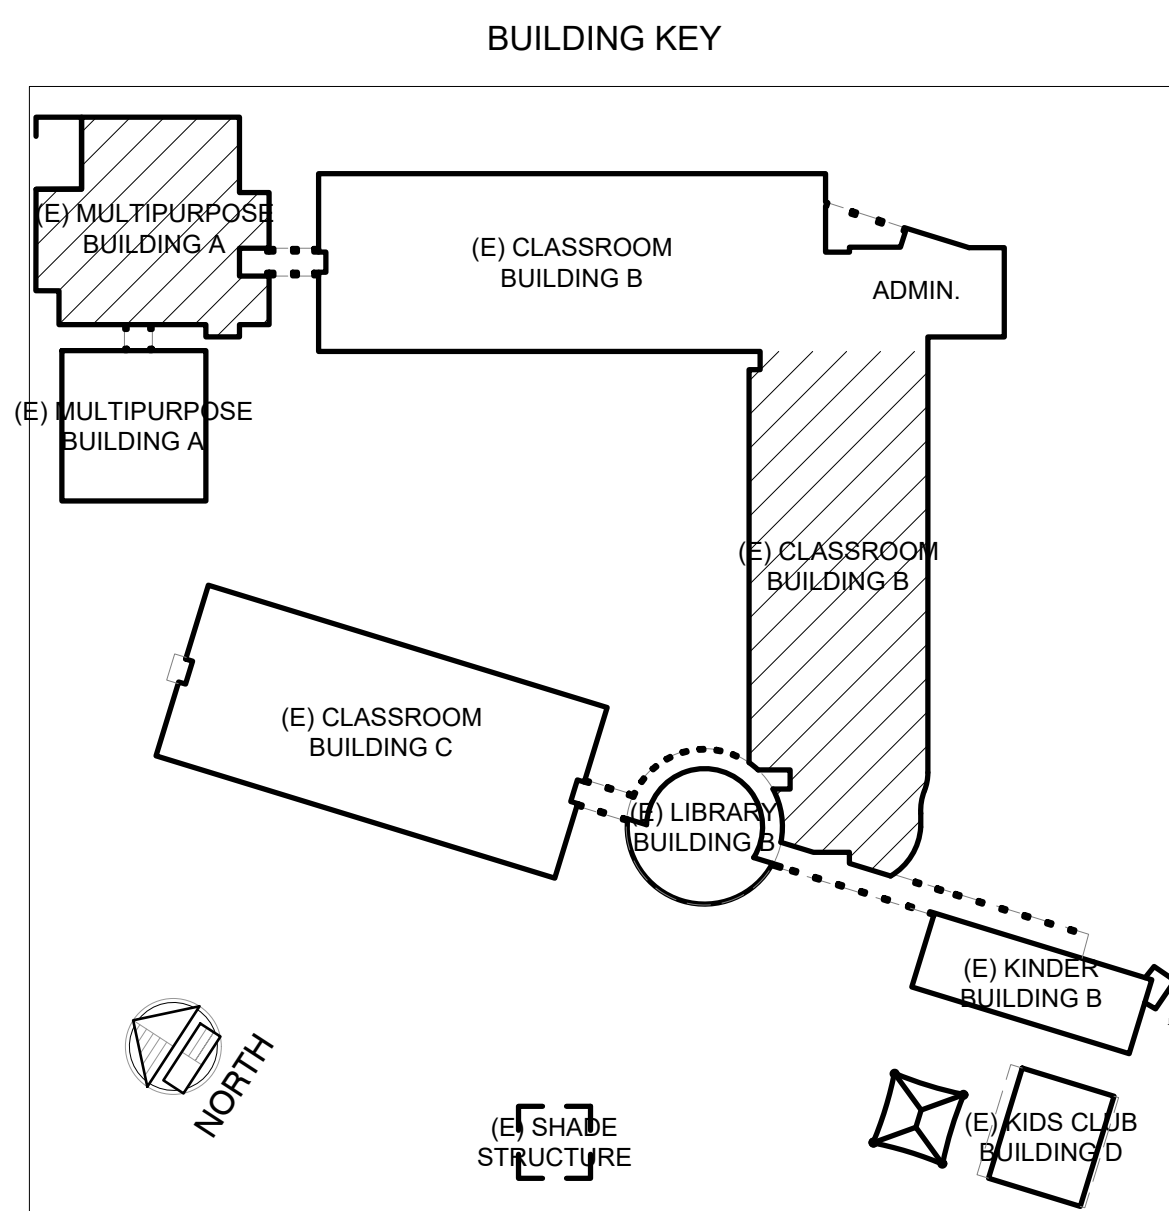 BUILDING KEY
(E) MULTIPURPOSE
BUILDING A
(E) CLASSROOM
BUILDING B
ADMIN.
(E) MULTIPURPOSE
BUILDING A
(E) CLASSROOM
BUILDING B
(E) CLASSROOM
BUILDING C
(E) LIBRARY
BUILDING B
(E) KINDER
BUILDING B
NORTH
(E) SHADE
STRUCTURE
(E) KIDS CLUB
BUILDING D